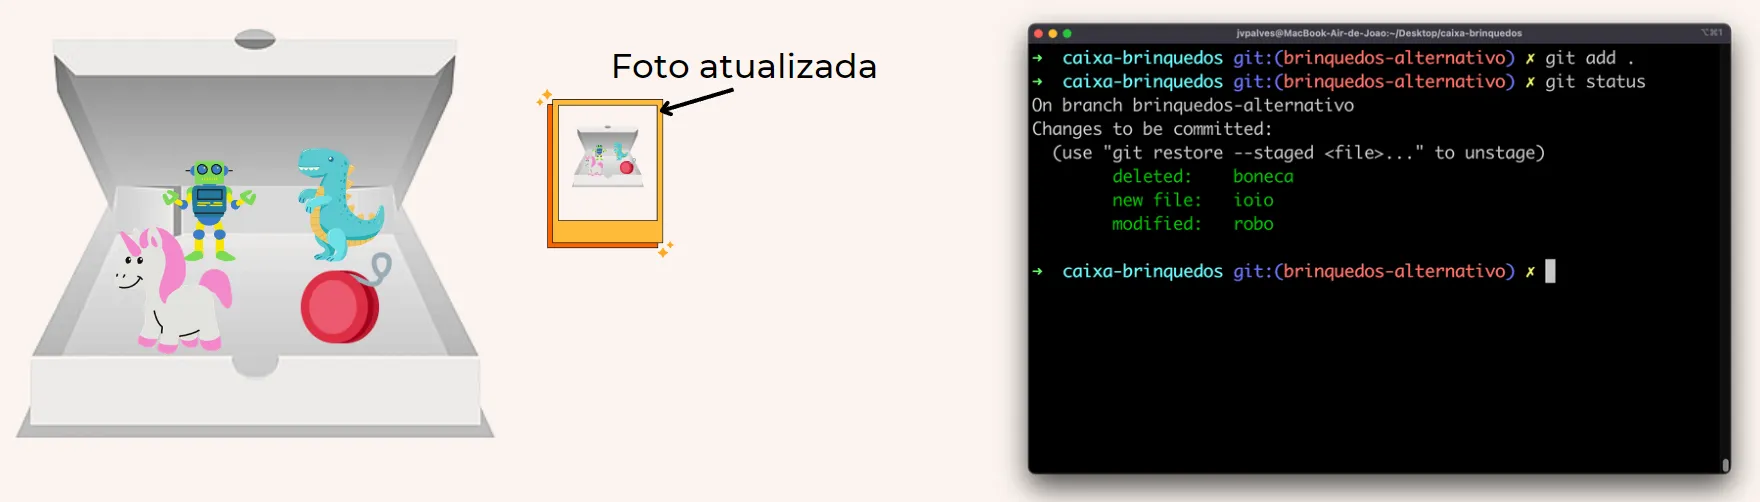 Foto atualizada
jvpalves@MacBook-Air-de-Joao:~/Desktop/caixa-brinquedos
⌥⌘1
➜ caixa-brinquedos git:(brinquedos-alternativo) ✗ git add .
➜ caixa-brinquedos git:(brinquedos-alternativo) ✗ git status
On branch brinquedos-alternativo
Changes to be committed:
(use "git restore --staged <file>..." to unstage)
deleted: boneca
new file: ioio
modified: robo
➜ caixa-brinquedos git:(brinquedos-alternativo) ✗